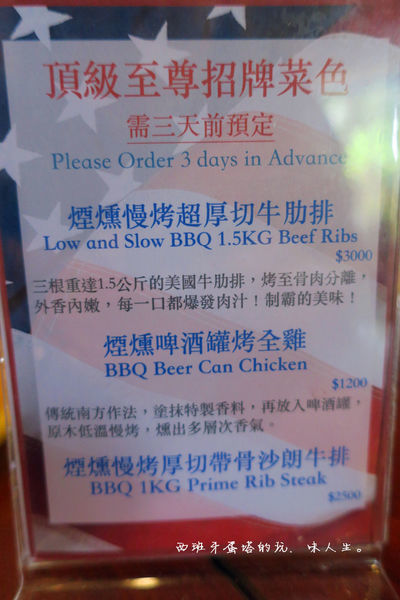 頂級至尊招牌菜色
需三天前預定
Please Order 3 days in Advance
煙燻慢烤超厚切牛肋排
Low and Slow BBQ 1.5KG Beef Ribs
$3000
三根重達1.5公斤的美國牛肋排，烤至骨肉分離，
外香內嫩，每一口都爆發肉汁！制霸的美味！
煙燻啤酒罐烤全雞
BBQ Beer Can Chicken
$1200
傳統南方作法，塗抹特製香料，再放入啤酒罐，
原木低溫慢烤，燻出多層次香氣。
煙燻慢烤厚切帶骨沙朗牛排
BBQ 1KG Prime Rib Steak
$2500
西班牙蛋塔的玩．味人生。